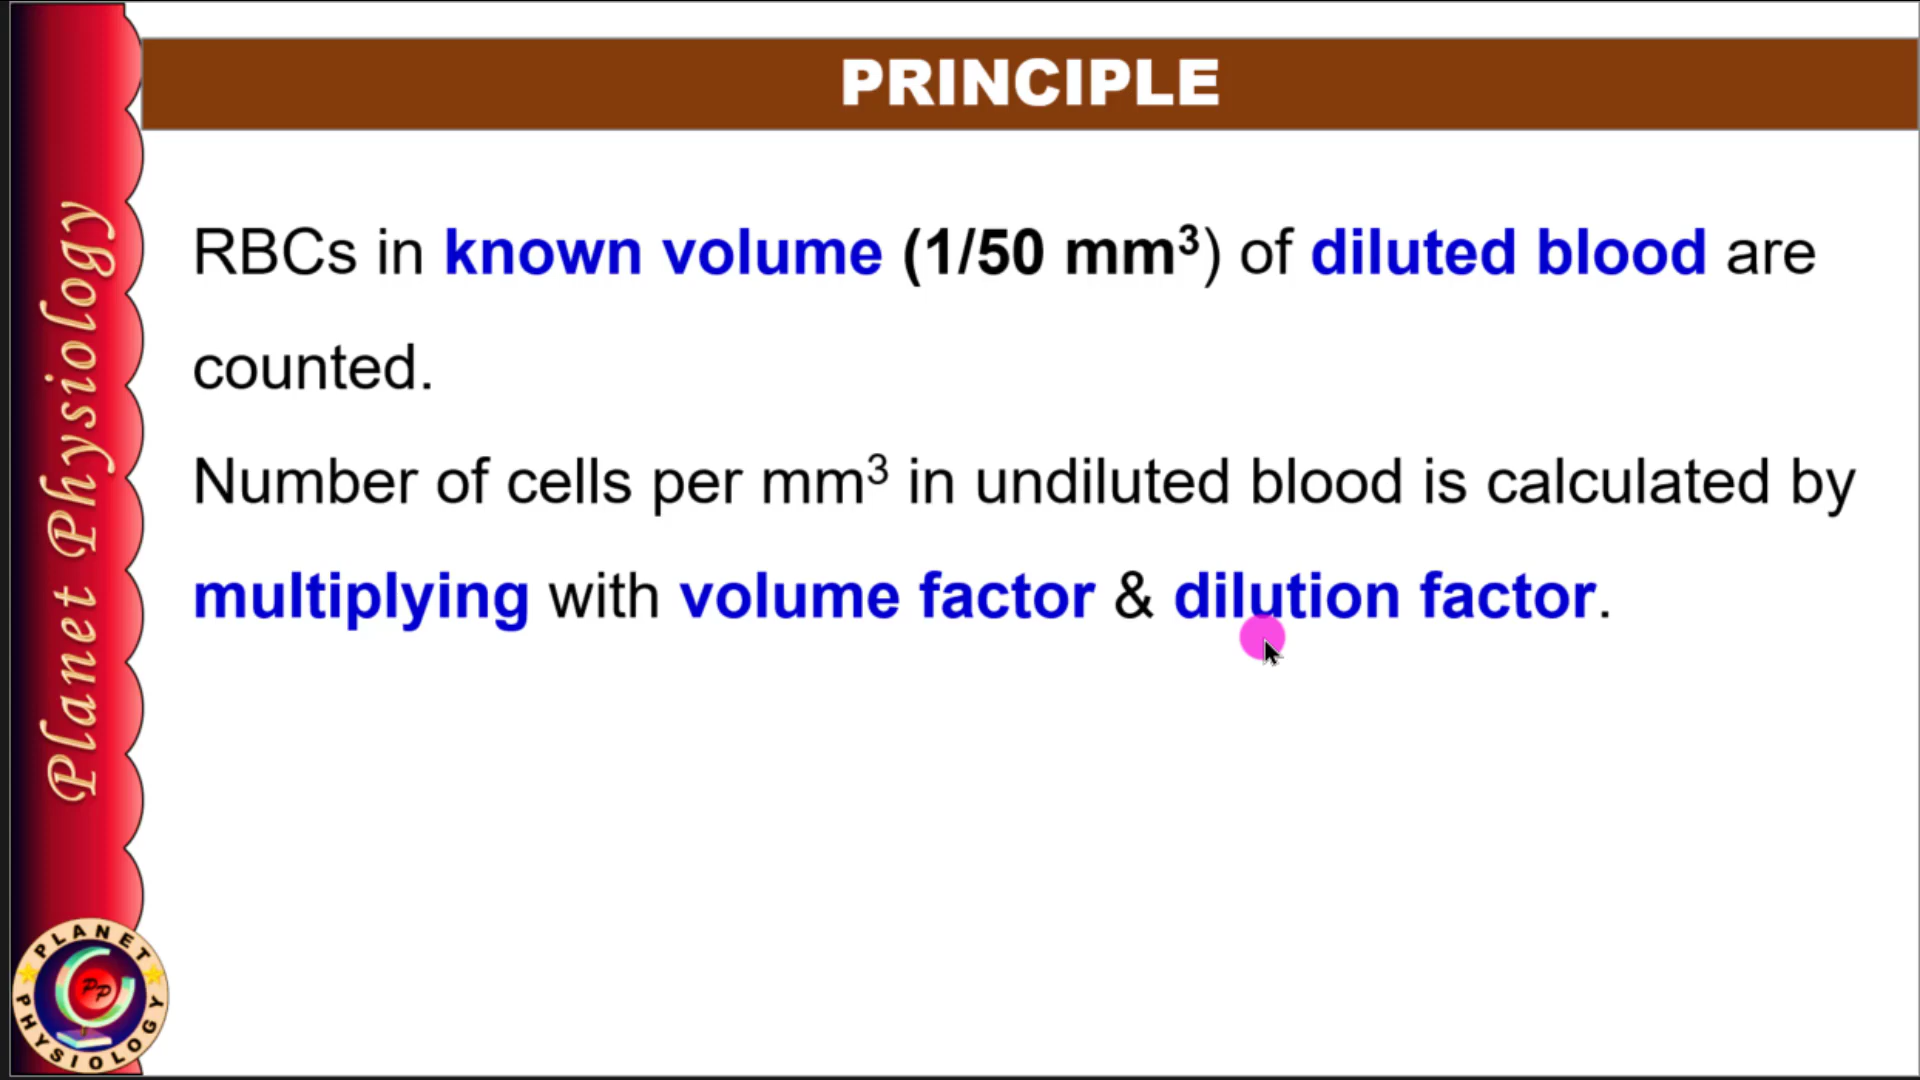 PRINCIPLE
RBCs in known volume (1/50 mm³) of diluted blood are
counted.
Number of cells per mm³ in undiluted blood is calculated by
multiplying with volume factor & dilution factor.
Planet Physiology
PLANET
PP
PHYSIOLOGY